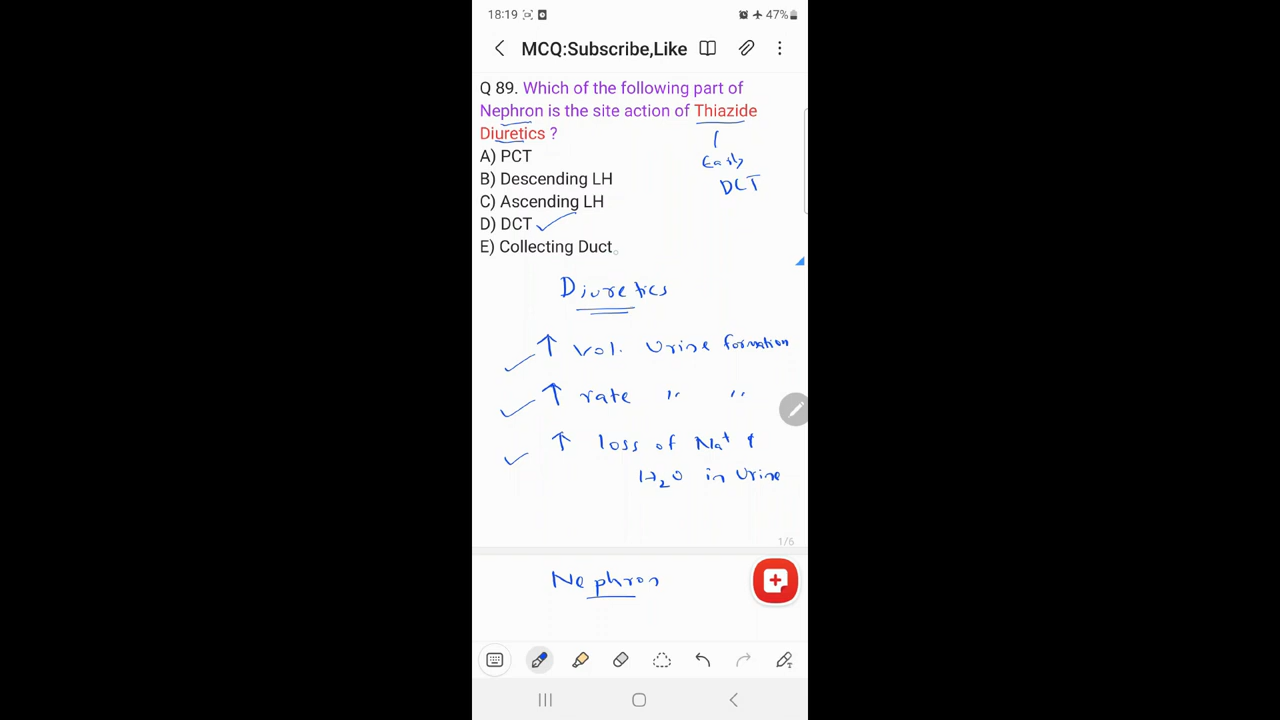 18:19 47%
MCQ:Subscribe,Like
Q 89. Which of the following part of
Nephron is the site action of Thiazide
Diuretics ?
A) PCT
B) Descending LH
C) Ascending LH
D) DCT
E) Collecting Duct
Early
DCT
Diuretics
↑ Vol. Urine formation
↑ rate " "
↑ loss of Na+ &
H2O in Urine
1/6
Nephron